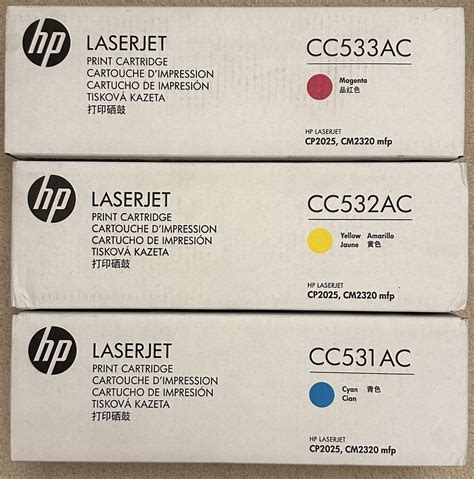 hp
LASERJET
PRINT CARTRIDGE
CARTOUCHE D'IMPRESSION
CARTUCHO DE IMPRESIÓN
TISKOVÁ KAZETA
打印硒鼓
CC533AC
Magenta
品红色
HP LASERJET
CP2025, CM2320 mfp
hp
LASERJET
PRINT CARTRIDGE
CARTOUCHE D'IMPRESSION
CARTUCHO DE IMPRESIÓN
TISKOVÁ KAZETA
打印硒鼓
CC532AC
Yellow Amarillo
Jaune 黄色
HP LASERJET
CP2025, CM2320 mfp
hp
LASERJET
PRINT CARTRIDGE
CARTOUCHE D'IMPRESSION
CARTUCHO DE IMPRESIÓN
TISKOVÁ KAZETA
打印硒鼓
CC531AC
Cyan 青色
Cian
HP LASERJET
CP2025, CM2320 mfp